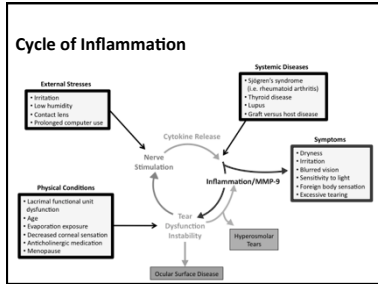 Cycle of Inflammation
External Stresses
• Irritation
• Low humidity
• Contact lens
• Prolonged computer use
Systemic Diseases
• Sjögren's syndrome
(i.e. rheumatoid arthritis)
• Thyroid disease
• Lupus
• Graft versus host disease
Cytokine Release
Nerve
Stimulation
Inflammation/MMP-9
Symptoms
• Dryness
• Irritation
• Blurred vision
• Sensitivity to light
• Foreign body sensation
• Excessive tearing
Physical Conditions
• Lacrimal functional unit
dysfunction
• Age
• Evaporation exposure
• Decreased corneal sensation
• Anticholinergic medication
• Menopause
Tear
Dysfunction
Instability
Hyperosmolar
Tears
Ocular Surface Disease